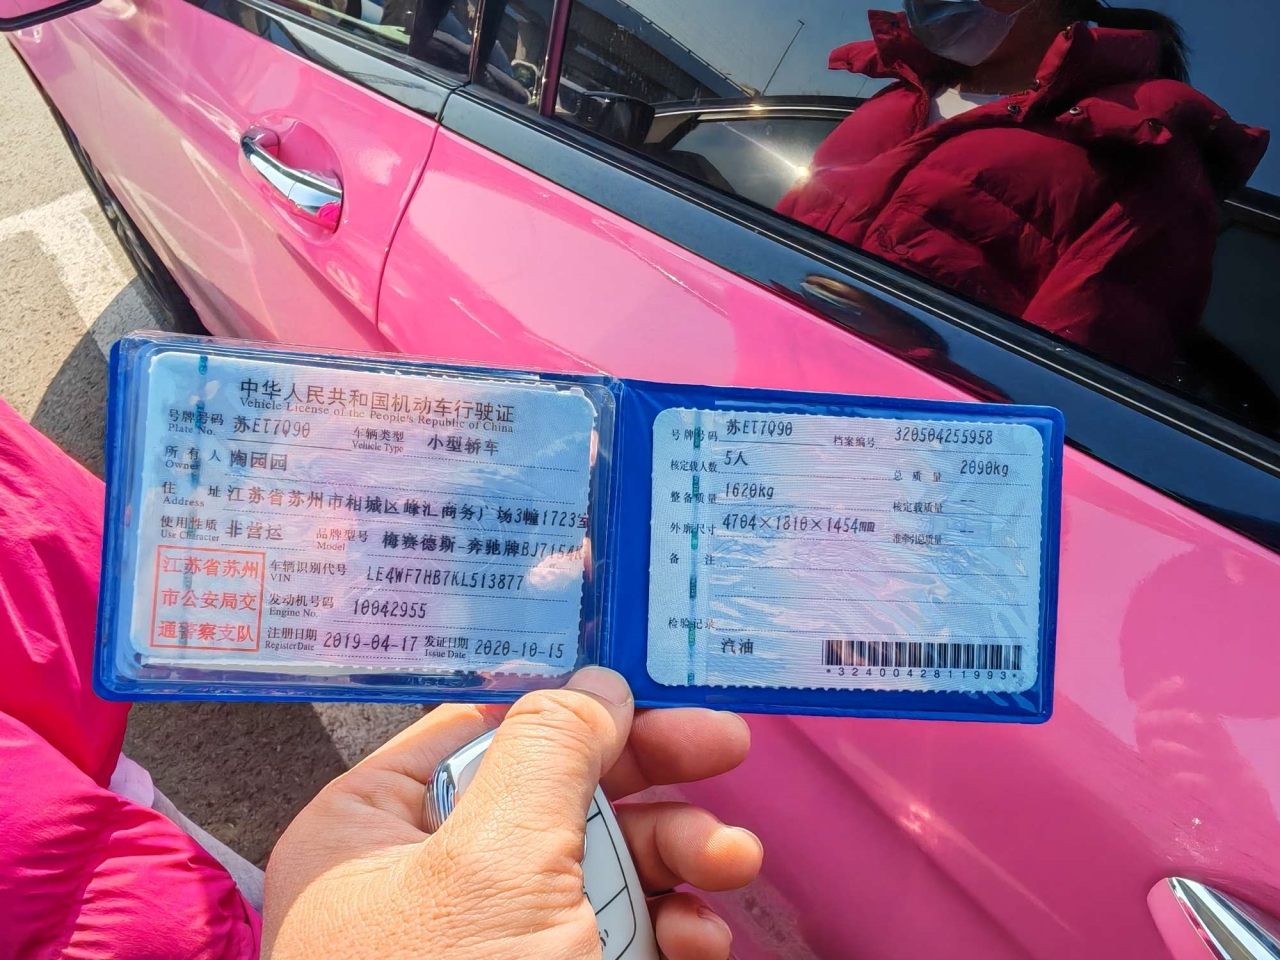 中华人民共和国机动车行驶证
Vehicle License of the People's Republic of China
号牌号码 苏ET7Q90 车辆类型 小型轿车
Plate No. Vehicle Type
所有人 陶园园
Owner
住址 江苏省苏州市相城区峰汇商务广场3幢1723室
Address
使用性质 非营运 品牌型号 梅赛德斯-奔驰牌BJ7154
Use Character Model
江苏省苏州
市公安局交
通警察支队
车辆识别代号 LE4WF7HB7KL513877
VIN
发动机号码 10042955
Engine No.
注册日期 2019-04-17 发证日期 2020-10-15
Register Date Issue Date
号牌号码 苏ET7Q90 档案编号 320504255958
核定载人数 5人 总质量 2090kg
整备质量 1620kg 核定载质量 --
外廓尺寸 4704×1810×1454mm 准牵引总质量 --
备注
检验记录
汽油
*3240042811993*